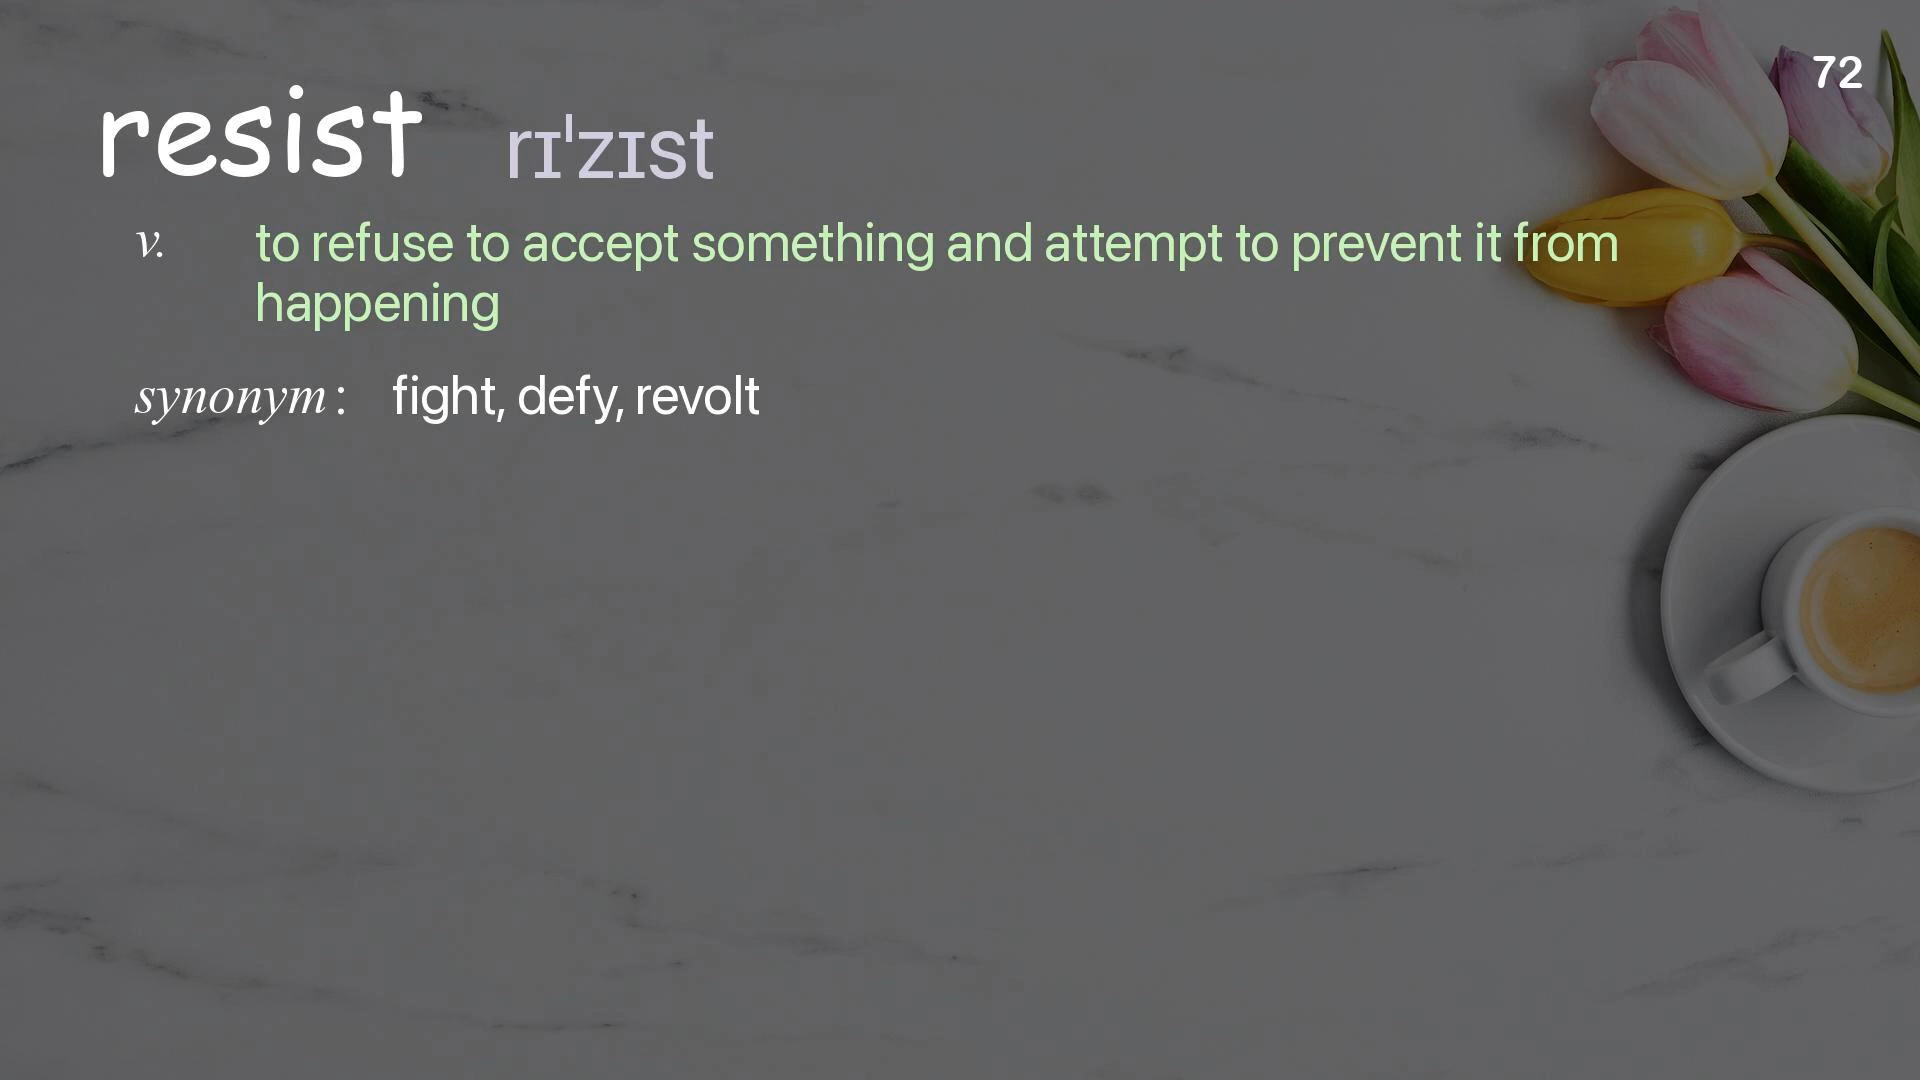 72
resist rɪˈzɪst
v. to refuse to accept something and attempt to prevent it from
happening
synonym : fight, defy, revolt